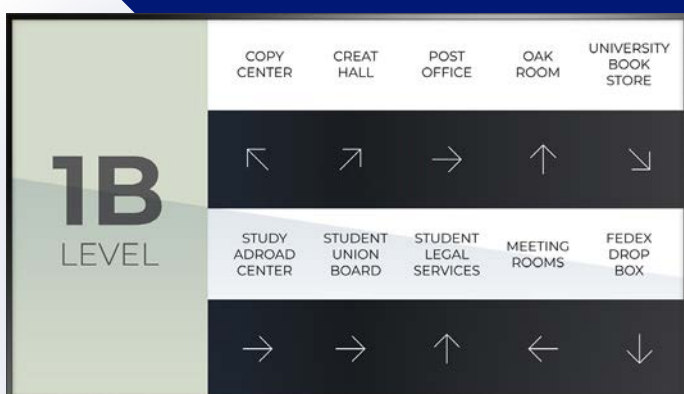 1B
LEVEL
COPY
CENTER
CREAT
HALL
POST
OFFICE
OAK
ROOM
UNIVERSITY
BOOK
STORE
STUDY
ADROAD
CENTER
STUDENT
UNION
BOARD
STUDENT
LEGAL
SERVICES
MEETING
ROOMS
FEDEX
DROP
BOX